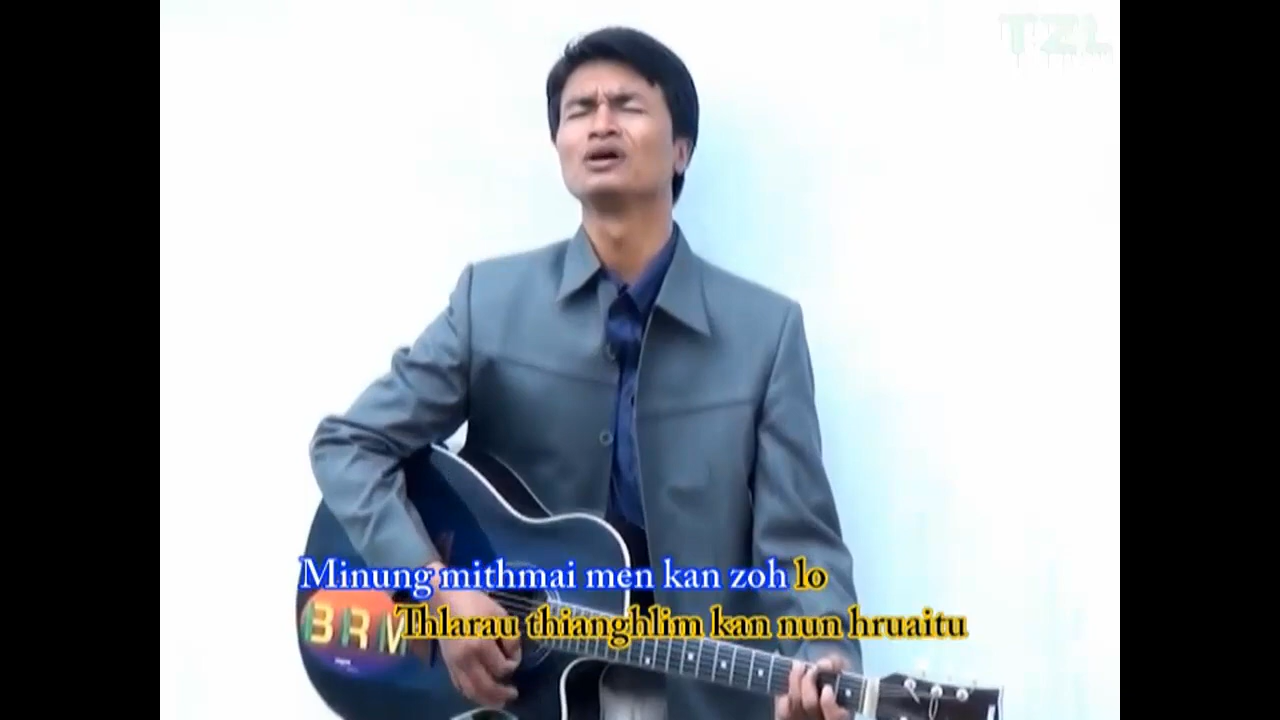 TZL
Minung mithmai men kan zoh lo
Thlarau thianghlim kan nun hruaitu
BRM